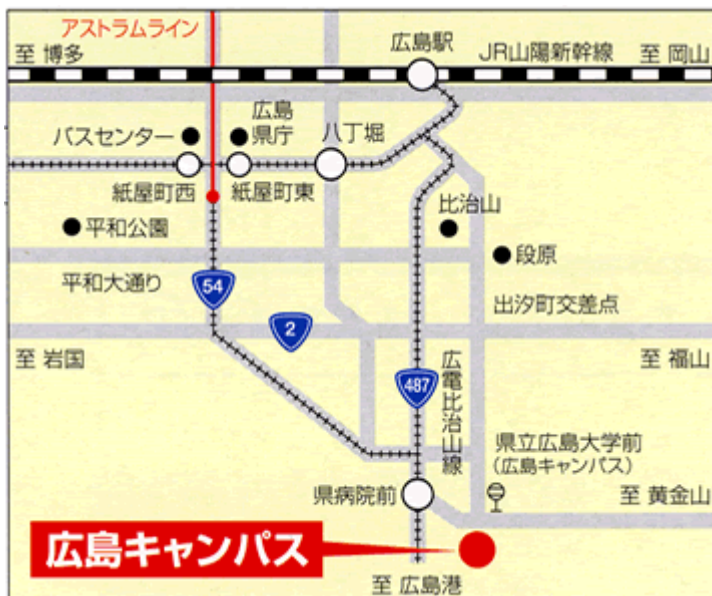 アストラムライン
至 博多
広島駅
JR山陽新幹線
至 岡山
バスセンター
広島
県庁
八丁堀
紙屋町西
紙屋町東
比治山
平和公園
段原
平和大通り
54
出汐町交差点
2
至 岩国
広電比治山線
至 福山
487
県立広島大学前
(広島キャンパス)
県病院前
至 黄金山
広島キャンパス
至 広島港